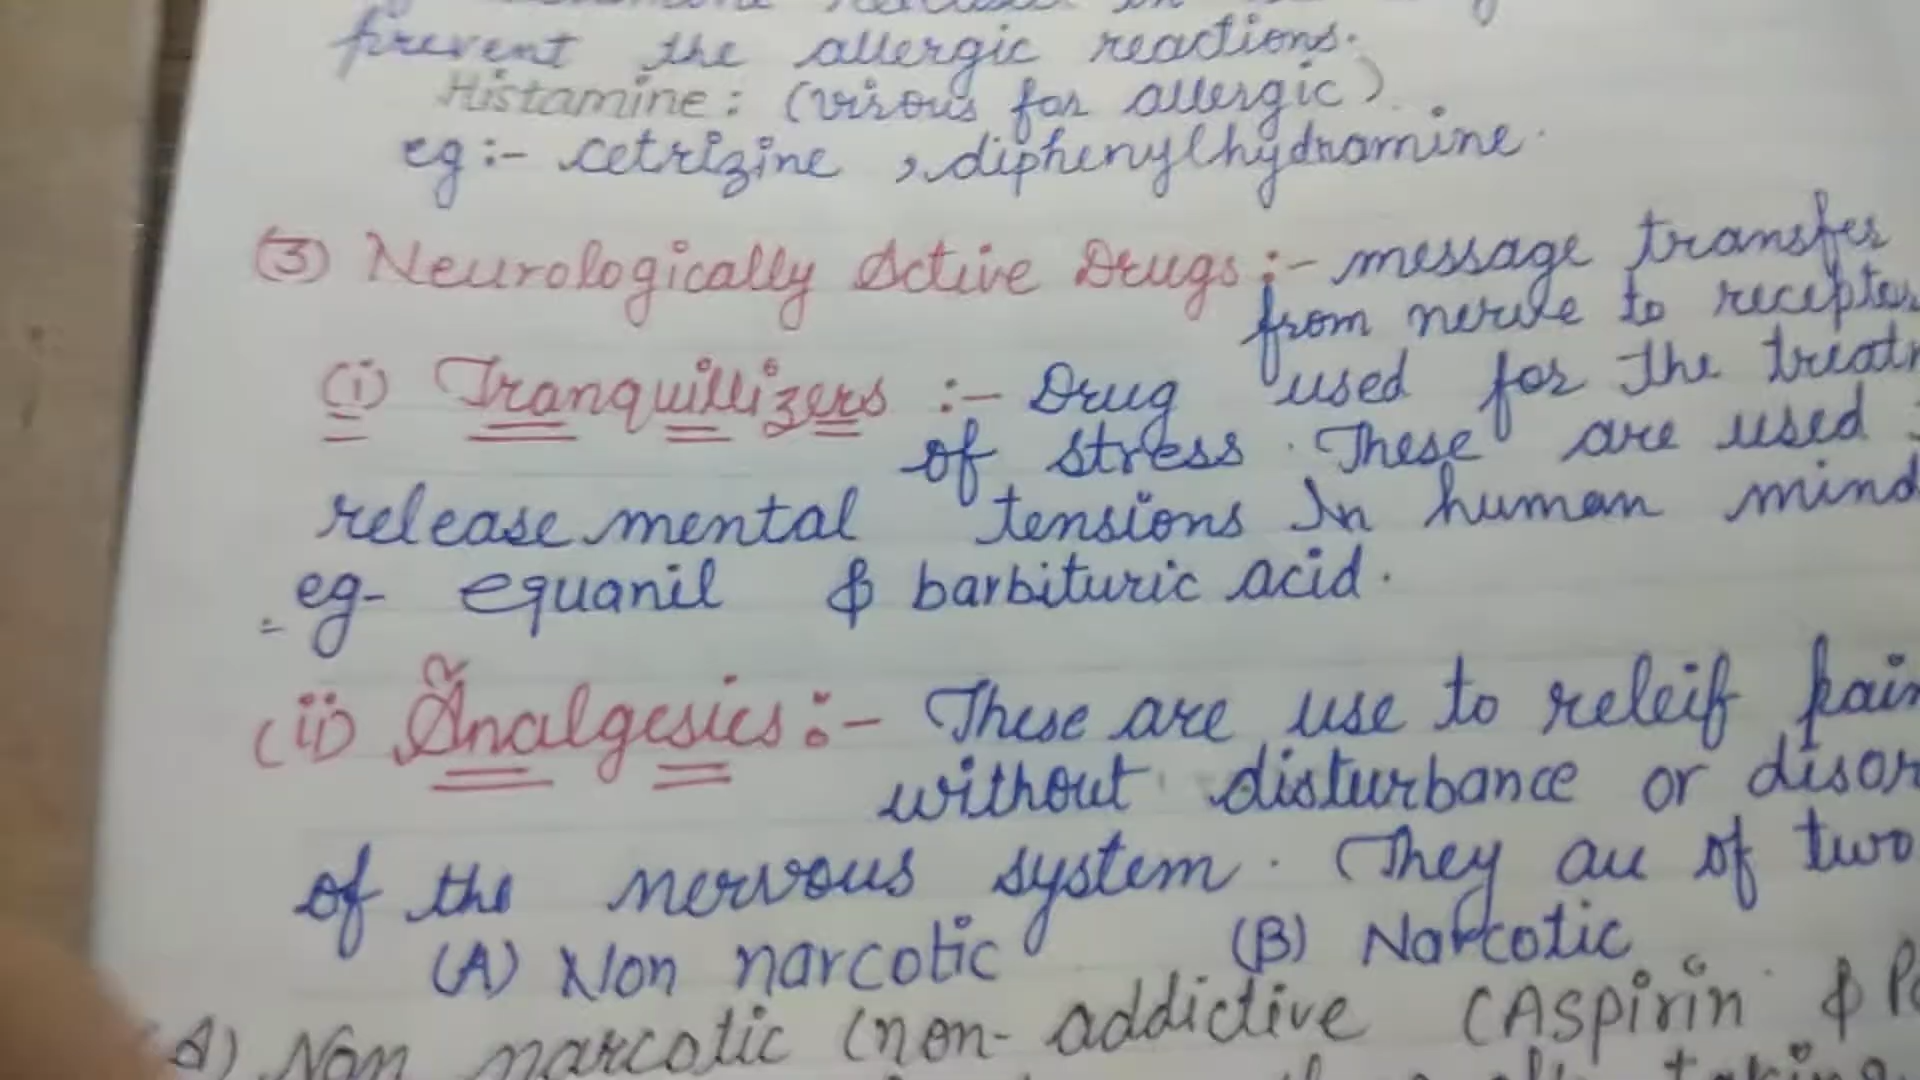 prevent the allergic reactions.
Histamine: (virous for allergic)
eg :- cetrizine , diphenylhydramine.
(3) Neurologically Active Drugs :- message transfer
from nerve to receptor
(i) Tranquillizers :- Drug used for the treatm
of stress. These are used
release mental tensions In human mind
eg- equanil & barbituric acid.
(ii) Analgesics :- These are use to releif pain
without disturbance or disor
of the nervous system. They are of two
(A) Non narcotic (B) Narcotic
A) Non narcotic (non-addictive (Aspirin & P